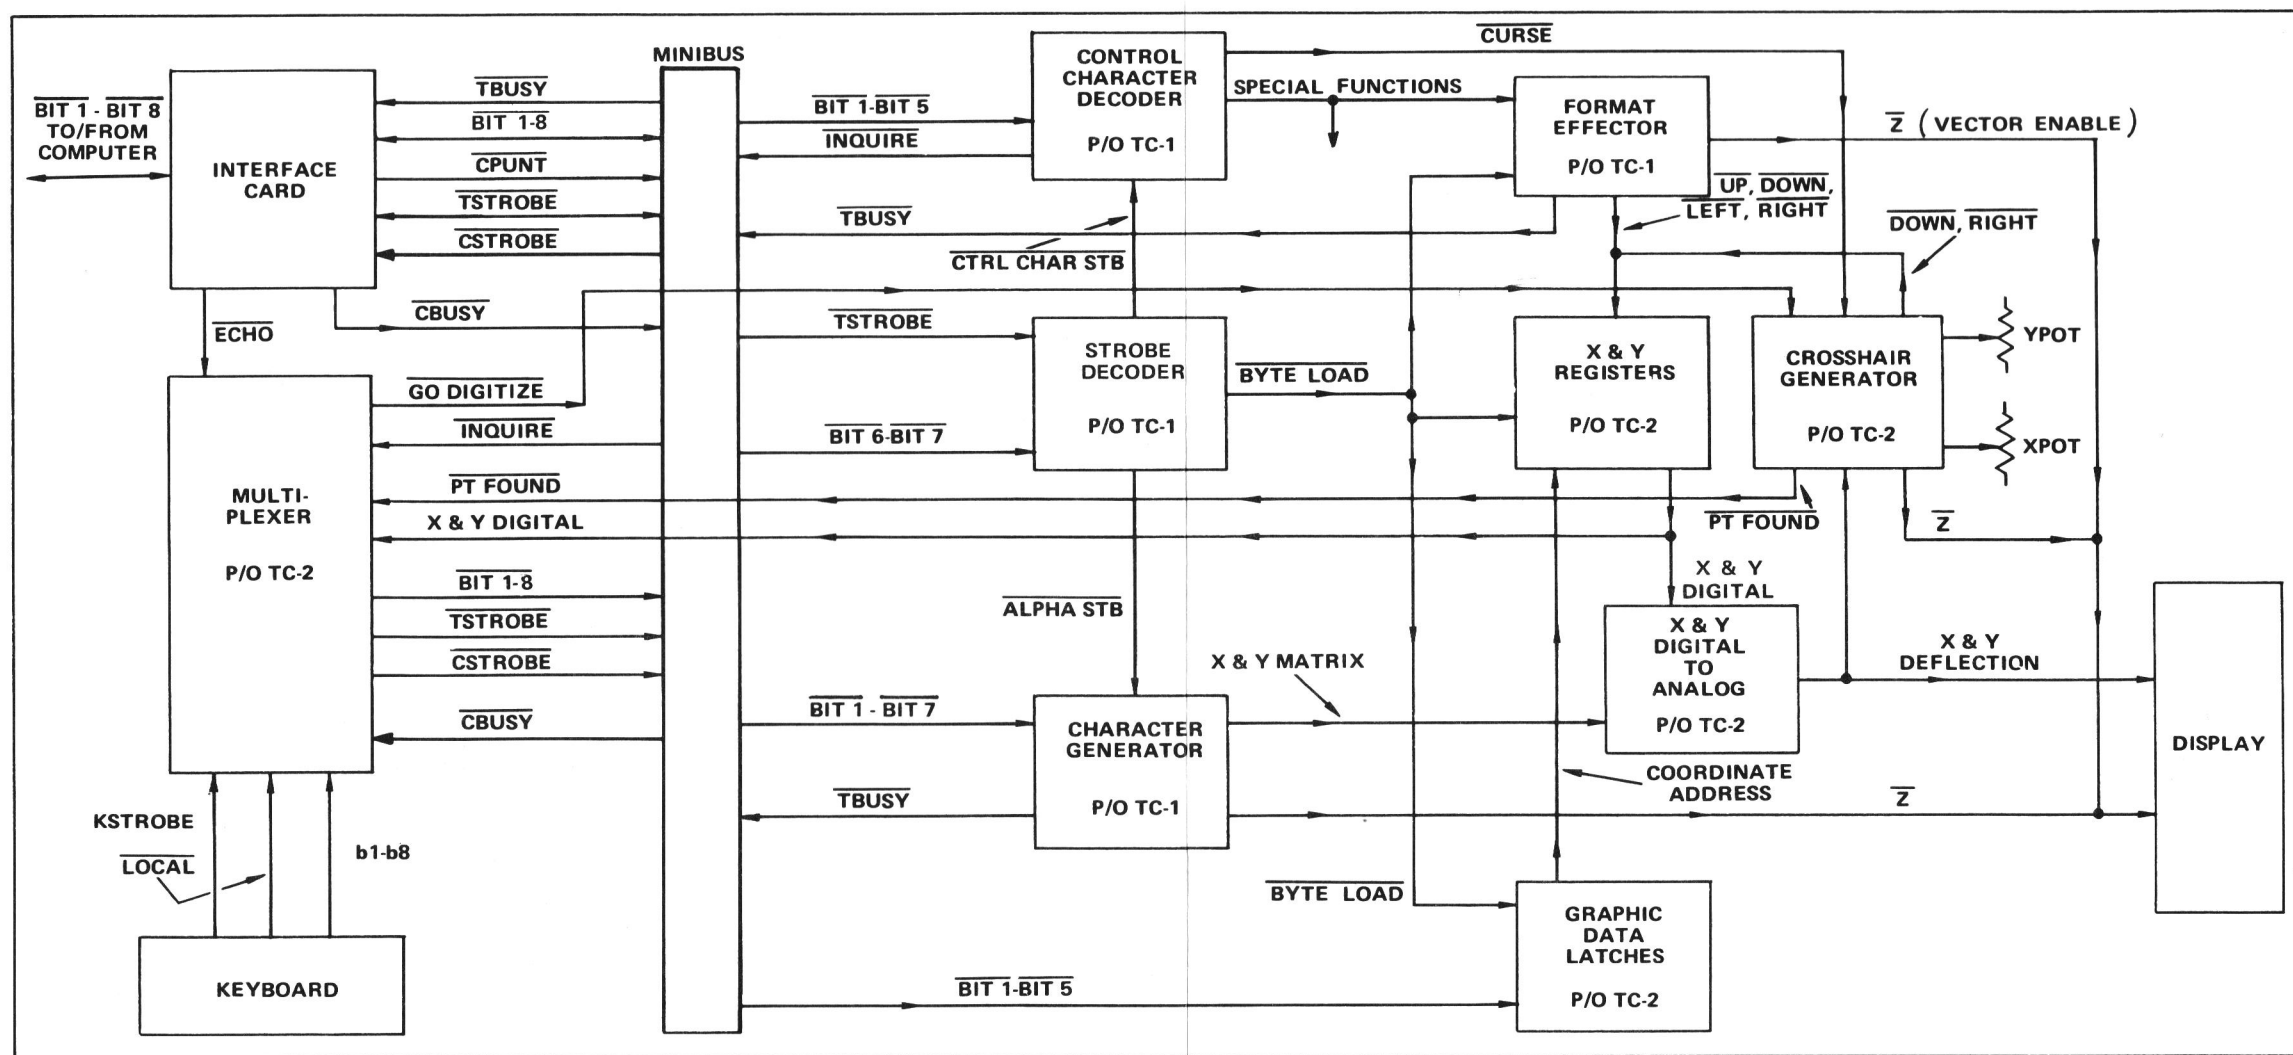 MINIBUS
BIT 1 - BIT 8
TO/FROM
COMPUTER
INTERFACE
CARD
TBUSY
BIT 1-8
CPUNT
TSTROBE
CSTROBE
CBUSY
ECHO
MULTI-
PLEXER
P/O TC-2
GO DIGITIZE
INQUIRE
PT FOUND
X & Y DIGITAL
BIT 1-8
TSTROBE
CSTROBE
CBUSY
KSTROBE
LOCAL
b1-b8
KEYBOARD
BIT 1-BIT 5
INQUIRE
CONTROL
CHARACTER
DECODER
P/O TC-1
CURSE
SPECIAL FUNCTIONS
TBUSY
CTRL CHAR STB
TSTROBE
BIT 6-BIT 7
STROBE
DECODER
P/O TC-1
BYTE LOAD
ALPHA STB
BIT 1 - BIT 7
TBUSY
CHARACTER
GENERATOR
P/O TC-1
X & Y MATRIX
BYTE LOAD
BIT 1-BIT 5
FORMAT
EFFECTOR
P/O TC-1
Z (VECTOR ENABLE)
UP, DOWN,
LEFT, RIGHT
DOWN, RIGHT
X & Y
REGISTERS
P/O TC-2
CROSSHAIR
GENERATOR
P/O TC-2
YPOT
XPOT
PT FOUND
Z
X & Y
DIGITAL
X & Y
DIGITAL
TO
ANALOG
P/O TC-2
X & Y
DEFLECTION
COORDINATE
ADDRESS
Z
GRAPHIC
DATA
LATCHES
P/O TC-2
DISPLAY